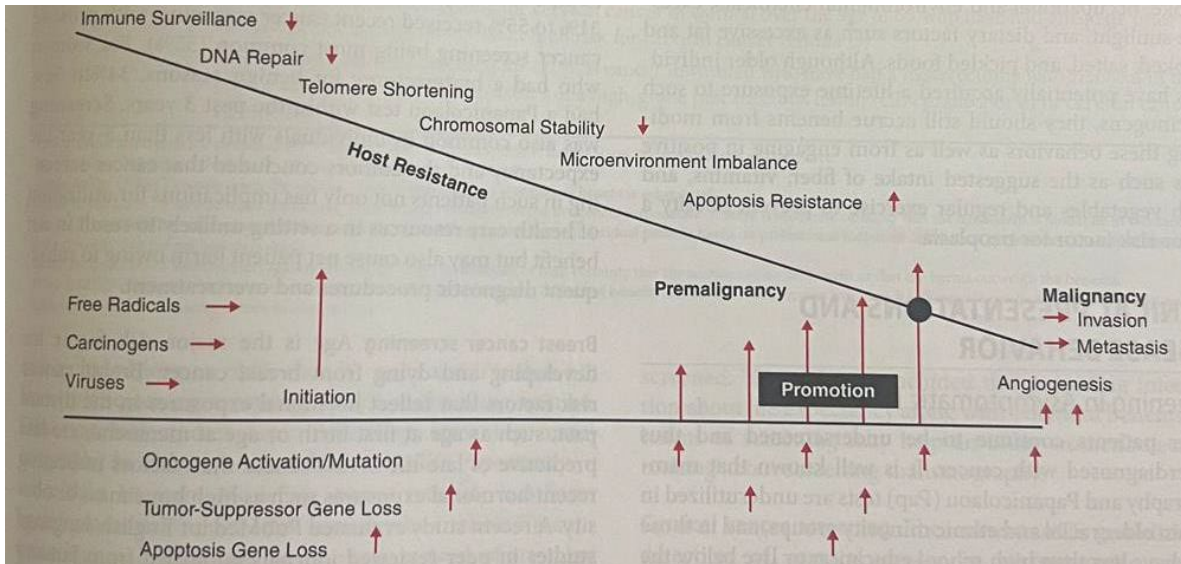 Immune Surveillance
DNA Repair
Telomere Shortening
Chromosomal Stability
Host Resistance
Microenvironment Imbalance
Apoptosis Resistance
Premalignancy
Malignancy
Free Radicals
Invasion
Carcinogens
Metastasis
Viruses
Initiation
Promotion
Angiogenesis
Oncogene Activation/Mutation
Tumor-Suppressor Gene Loss
Apoptosis Gene Loss